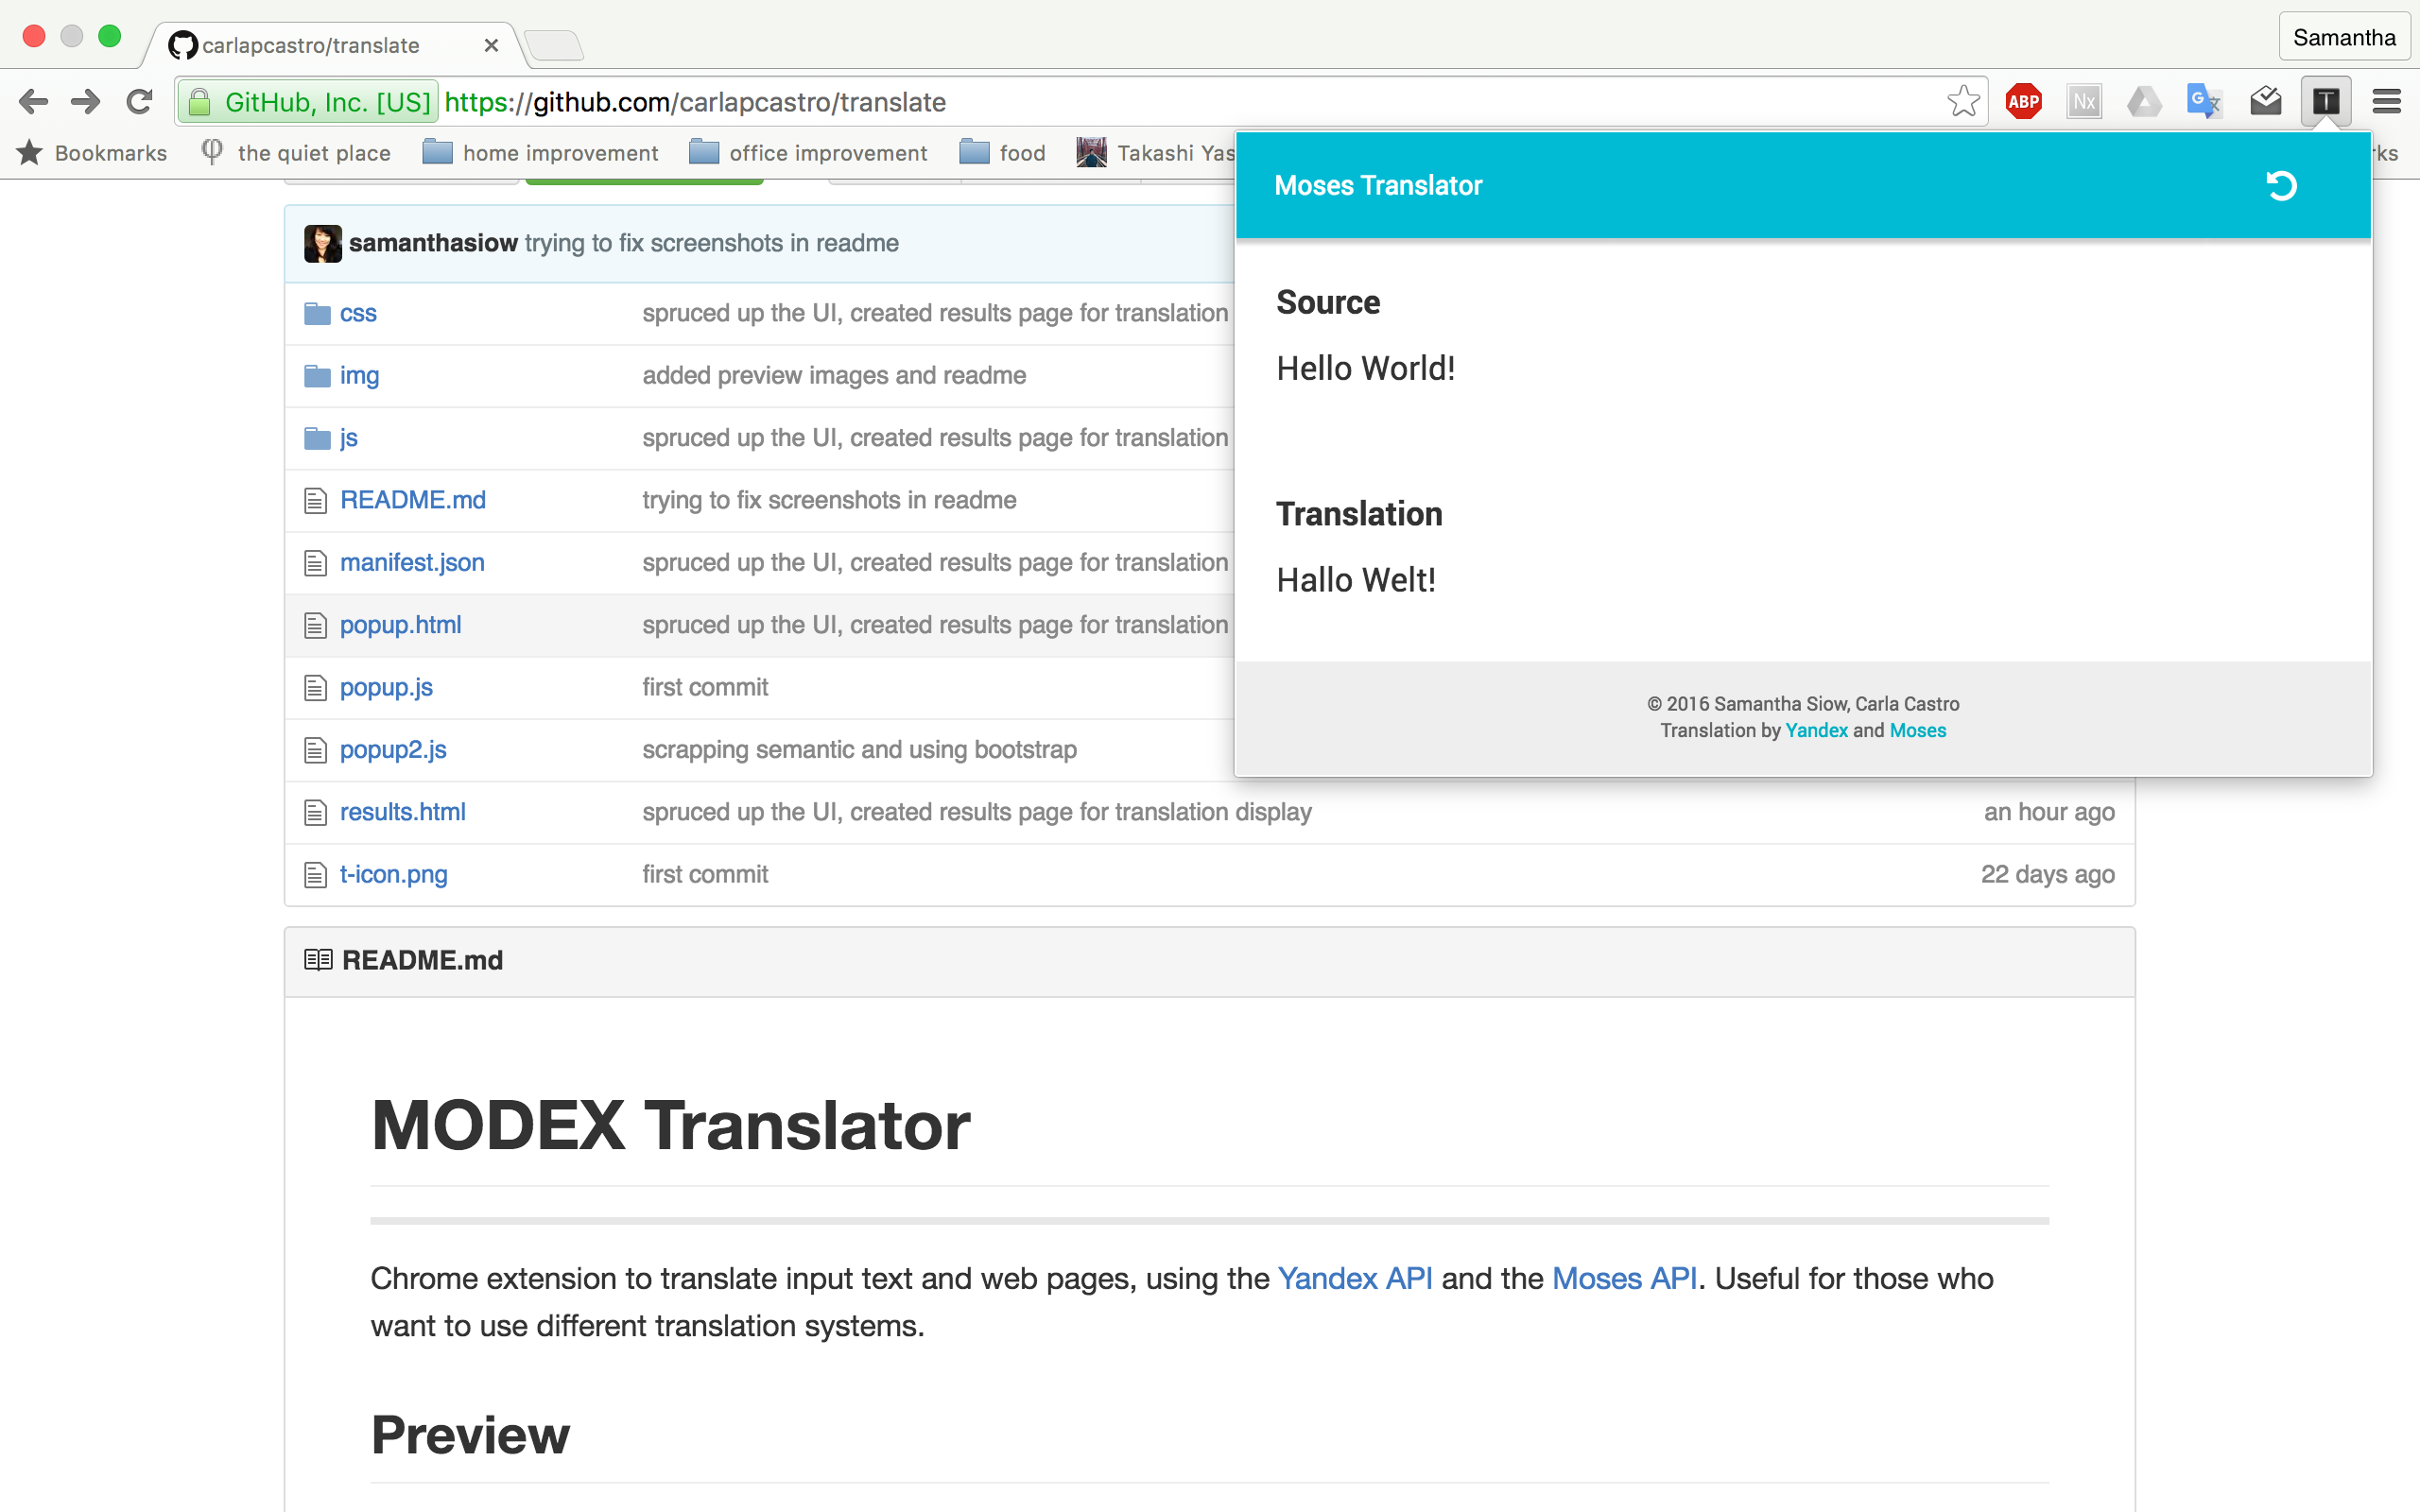 carlapcastro/translate
Samantha
GitHub, Inc. [US] https://github.com/carlapcastro/translate
ABP Nx G T
Bookmarks the quiet place home improvement office improvement food Takashi Yas
Moses Translator
Source
Hello World!
Translation
Hallo Welt!
© 2016 Samantha Siow, Carla Castro
Translation by Yandex and Moses
samanthasiow trying to fix screenshots in readme
css spruced up the UI, created results page for translation
img added preview images and readme
js spruced up the UI, created results page for translation
README.md trying to fix screenshots in readme
manifest.json spruced up the UI, created results page for translation
popup.html spruced up the UI, created results page for translation
popup.js first commit
popup2.js scrapping semantic and using bootstrap
results.html spruced up the UI, created results page for translation display an hour ago
t-icon.png first commit 22 days ago
README.md
MODEX Translator
Chrome extension to translate input text and web pages, using the Yandex API and the Moses API. Useful for those who
want to use different translation systems.
Preview